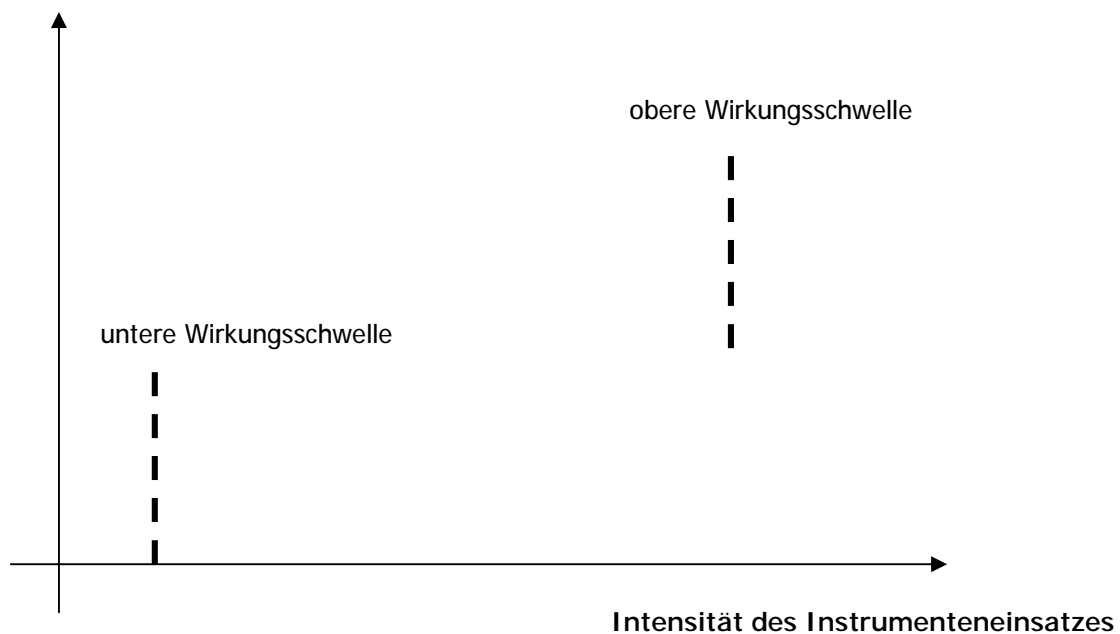 obere Wirkungsschwelle
untere Wirkungsschwelle
Intensität des Instrumenteneinsatzes